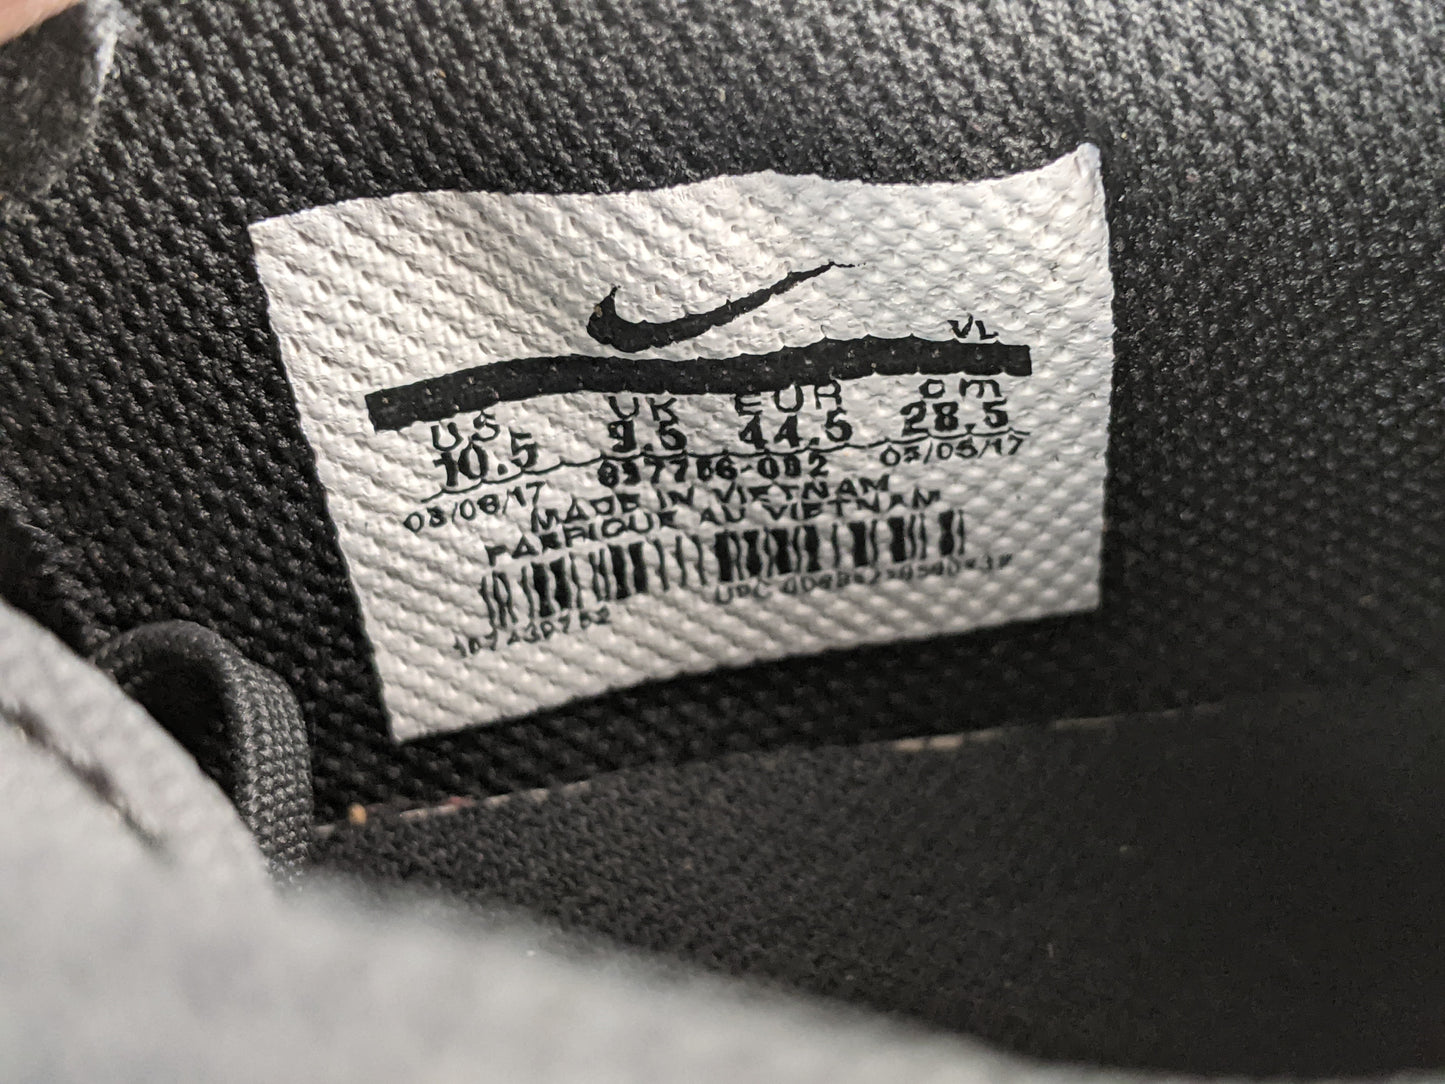 VL
US UK EUR cm
10.5 9.5 44.5 28.5
03/06/17 03/05/17
MADE IN VIETNAM
FABRIQUE AU VIETNAM
UPC